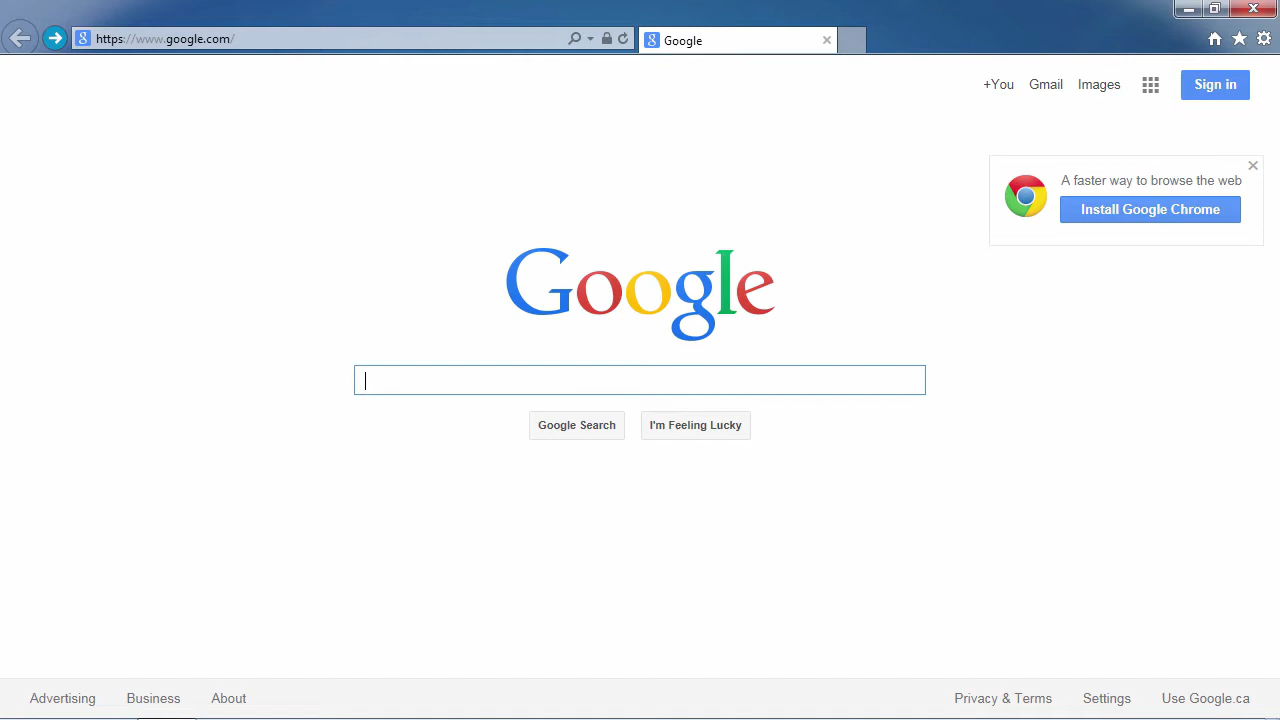 https://www.google.com/
Google
+You Gmail Images Sign in
A faster way to browse the web
Install Google Chrome
Google
Google Search I'm Feeling Lucky
Advertising Business About Privacy & Terms Settings Use Google.ca